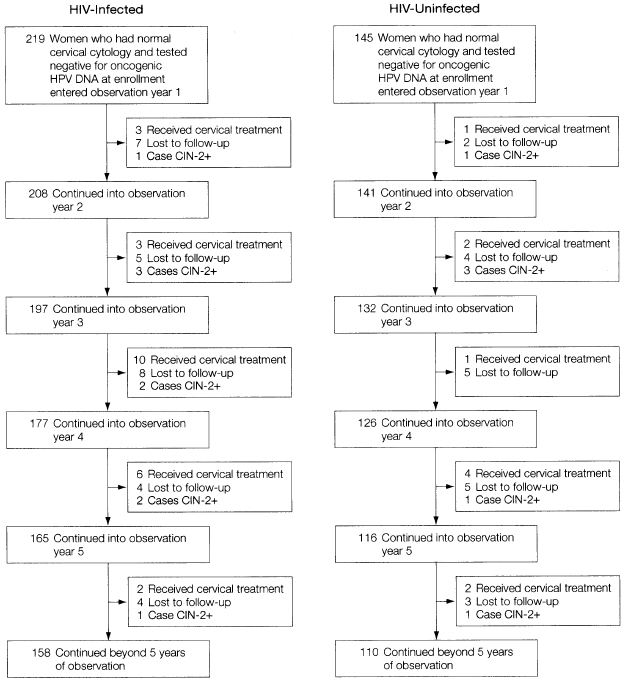 HIV-Infected
219 Women who had normal
cervical cytology and tested
negative for oncogenic
HPV DNA at enrollment
entered observation year 1
3 Received cervical treatment
7 Lost to follow-up
1 Case CIN-2+
208 Continued into observation
year 2
3 Received cervical treatment
5 Lost to follow-up
3 Cases CIN-2+
197 Continued into observation
year 3
10 Received cervical treatment
8 Lost to follow-up
2 Cases CIN-2+
177 Continued into observation
year 4
6 Received cervical treatment
4 Lost to follow-up
2 Cases CIN-2+
165 Continued into observation
year 5
2 Received cervical treatment
4 Lost to follow-up
1 Case CIN-2+
158 Continued beyond 5 years
of observation
HIV-Uninfected
145 Women who had normal
cervical cytology and tested
negative for oncogenic
HPV DNA at enrollment
entered observation year 1
1 Received cervical treatment
2 Lost to follow-up
1 Case CIN-2+
141 Continued into observation
year 2
2 Received cervical treatment
4 Lost to follow-up
3 Cases CIN-2+
132 Continued into observation
year 3
1 Received cervical treatment
5 Lost to follow-up
126 Continued into observation
year 4
4 Received cervical treatment
5 Lost to follow-up
1 Case CIN-2+
116 Continued into observation
year 5
2 Received cervical treatment
3 Lost to follow-up
1 Case CIN-2+
110 Continued beyond 5 years
of observation